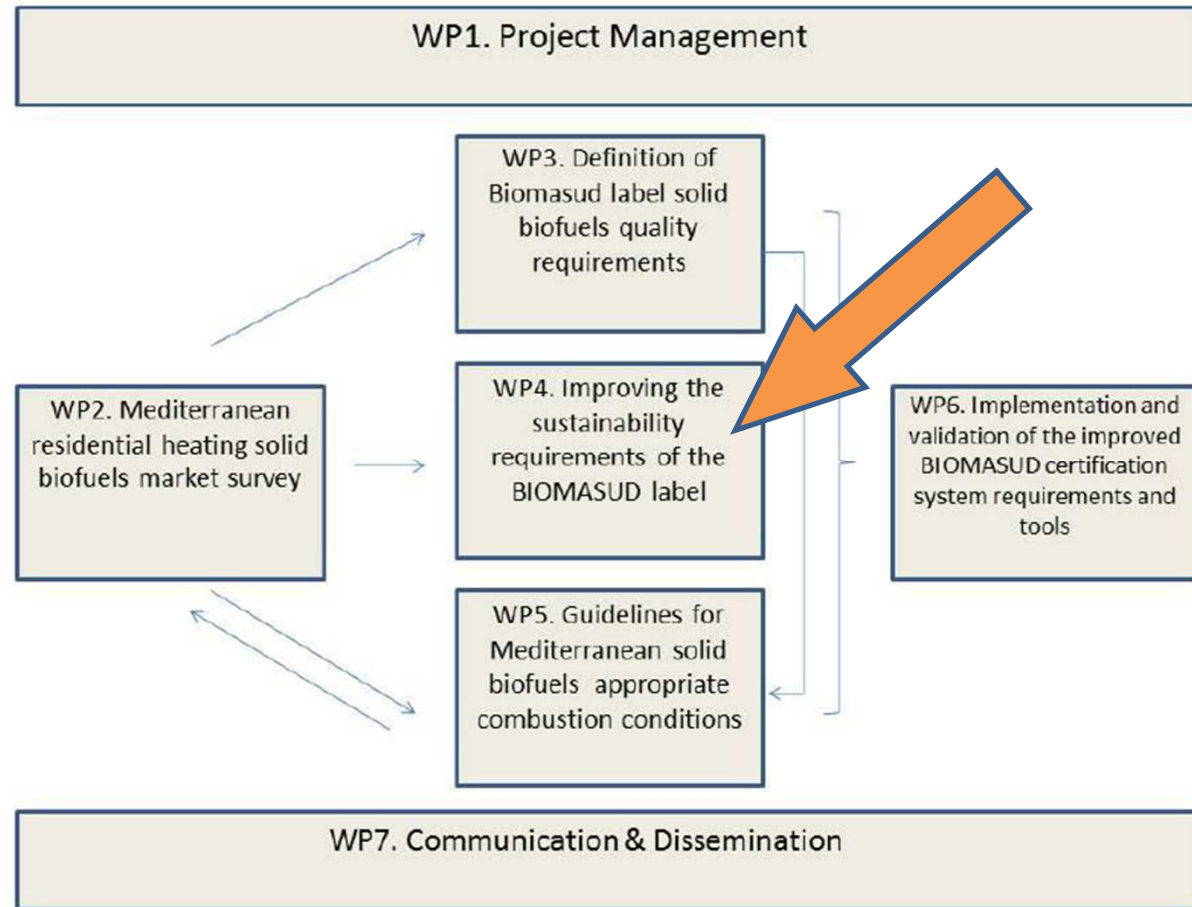 WP1. Project Management
WP3. Definition of
Biomasud label solid
biofuels quality
requirements
WP2. Mediterranean
residential heating solid
biofuels market survey
WP4. Improving the
sustainability
requirements of the
BIOMASUD label
WP6. Implementation and
validation of the improved
BIOMASUD certification
system requirements and
tools
WP5. Guidelines for
Mediterranean solid
biofuels appropriate
combustion conditions
WP7. Communication & Dissemination